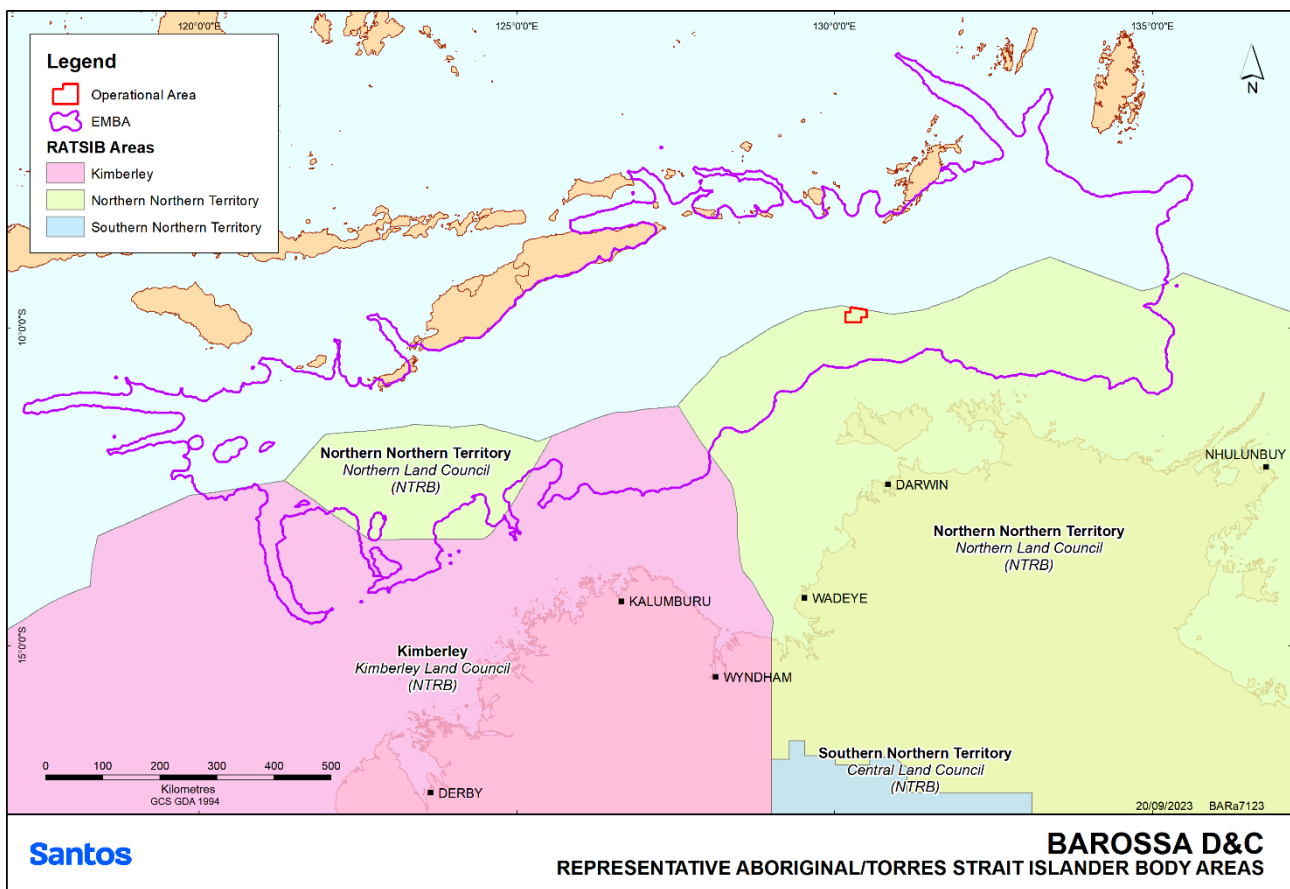 120°0'0"E
125°0'0"E
130°0'0"E
135°0'0"E
Legend
Operational Area
EMBA
RATSIB Areas
Kimberley
Northern Northern Territory
Southern Northern Territory
N
10°0'0"S
15°0'0"S
Northern Northern Territory
Northern Land Council
(NTRB)
NHULUNBUY
DARWIN
Northern Northern Territory
Northern Land Council
(NTRB)
WADEYE
KALUMBURU
Kimberley
Kimberley Land Council
(NTRB)
WYNDHAM
Southern Northern Territory
Central Land Council
(NTRB)
DERBY
0 100 200 300 400 500
Kilometres
GCS GDA 1994
20/09/2023 BARa7123
Santos
BAROSSA D&C
REPRESENTATIVE ABORIGINAL/TORRES STRAIT ISLANDER BODY AREAS